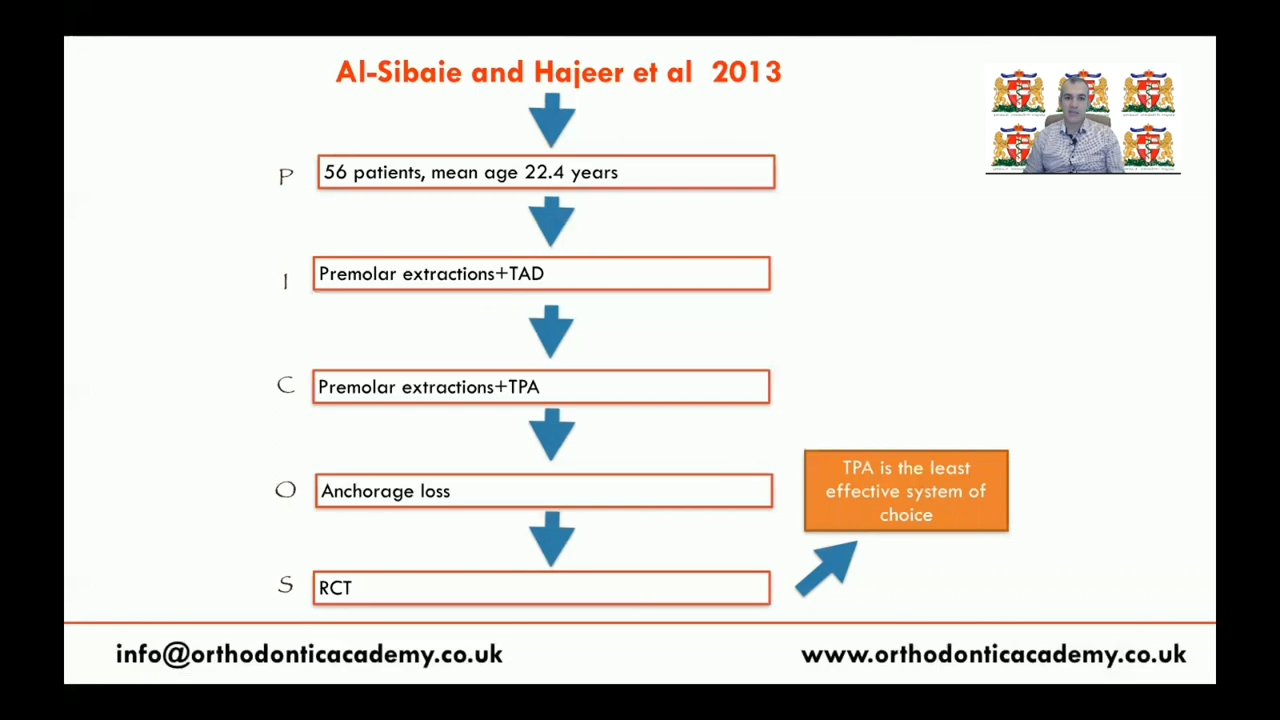 Al-Sibaie and Hajeer et al 2013
P
56 patients, mean age 22.4 years
I
Premolar extractions+TAD
C
Premolar extractions+TPA
O
Anchorage loss
TPA is the least
effective system of
choice
S
RCT
info@orthodonticacademy.co.uk
www.orthodonticacademy.co.uk